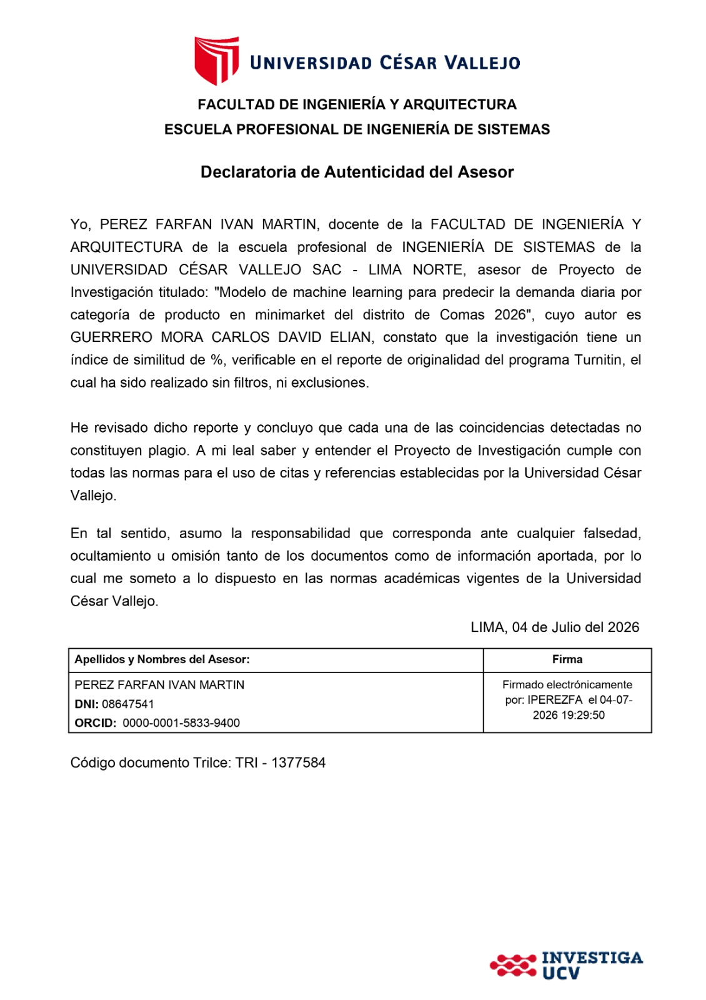 UNIVERSIDAD CÉSAR VALLEJO
FACULTAD DE INGENIERÍA Y ARQUITECTURA
ESCUELA PROFESIONAL DE INGENIERÍA DE SISTEMAS
Declaratoria de Autenticidad del Asesor
Yo, PEREZ FARFAN IVAN MARTIN, docente de la FACULTAD DE INGENIERÍA Y
ARQUITECTURA de la escuela profesional de INGENIERÍA DE SISTEMAS de la
UNIVERSIDAD CÉSAR VALLEJO SAC - LIMA NORTE, asesor de Proyecto de
Investigación titulado: "Modelo de machine learning para predecir la demanda diaria por
categoría de producto en minimarket del distrito de Comas 2026", cuyo autor es
GUERRERO MORA CARLOS DAVID ELIAN, constato que la investigación tiene un
índice de similitud de %, verificable en el reporte de originalidad del programa Turnitin, el
cual ha sido realizado sin filtros, ni exclusiones.
He revisado dicho reporte y concluyo que cada una de las coincidencias detectadas no
constituyen plagio. A mi leal saber y entender el Proyecto de Investigación cumple con
todas las normas para el uso de citas y referencias establecidas por la Universidad César
Vallejo.
En tal sentido, asumo la responsabilidad que corresponda ante cualquier falsedad,
ocultamiento u omisión tanto de los documentos como de información aportada, por lo
cual me someto a lo dispuesto en las normas académicas vigentes de la Universidad
César Vallejo.
LIMA, 04 de Julio del 2026
Apellidos y Nombres del Asesor:
Firma
PEREZ FARFAN IVAN MARTIN
DNI: 08647541
ORCID: 0000-0001-5833-9400
Firmado electrónicamente
por: IPEREZFA el 04-07-
2026 19:29:50
Código documento Trilce: TRI - 1377584
INVESTIGA
UCV